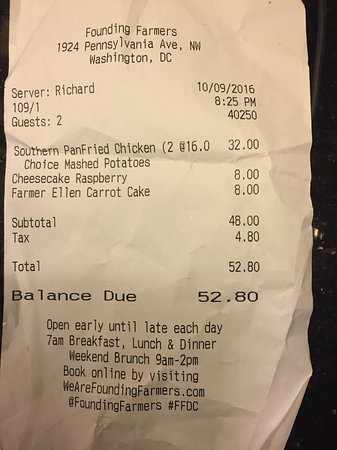 Founding Farmers
1924 Pennsylvania Ave, NW
Washington, DC
Server: Richard 10/09/2016
109/1 8:25 PM
Guests: 2 40250
Southern PanFried Chicken (2 @16.0 32.00
Choice Mashed Potatoes
Cheesecake Raspberry 8.00
Farmer Ellen Carrot Cake 8.00
Subtotal 48.00
Tax 4.80
Total 52.80
Balance Due 52.80
Open early until late each day
7am Breakfast, Lunch & Dinner
Weekend Brunch 9am-2pm
Book online by visiting
WeAreFoundingFarmers.com
@FoundingFarmers #FFDC